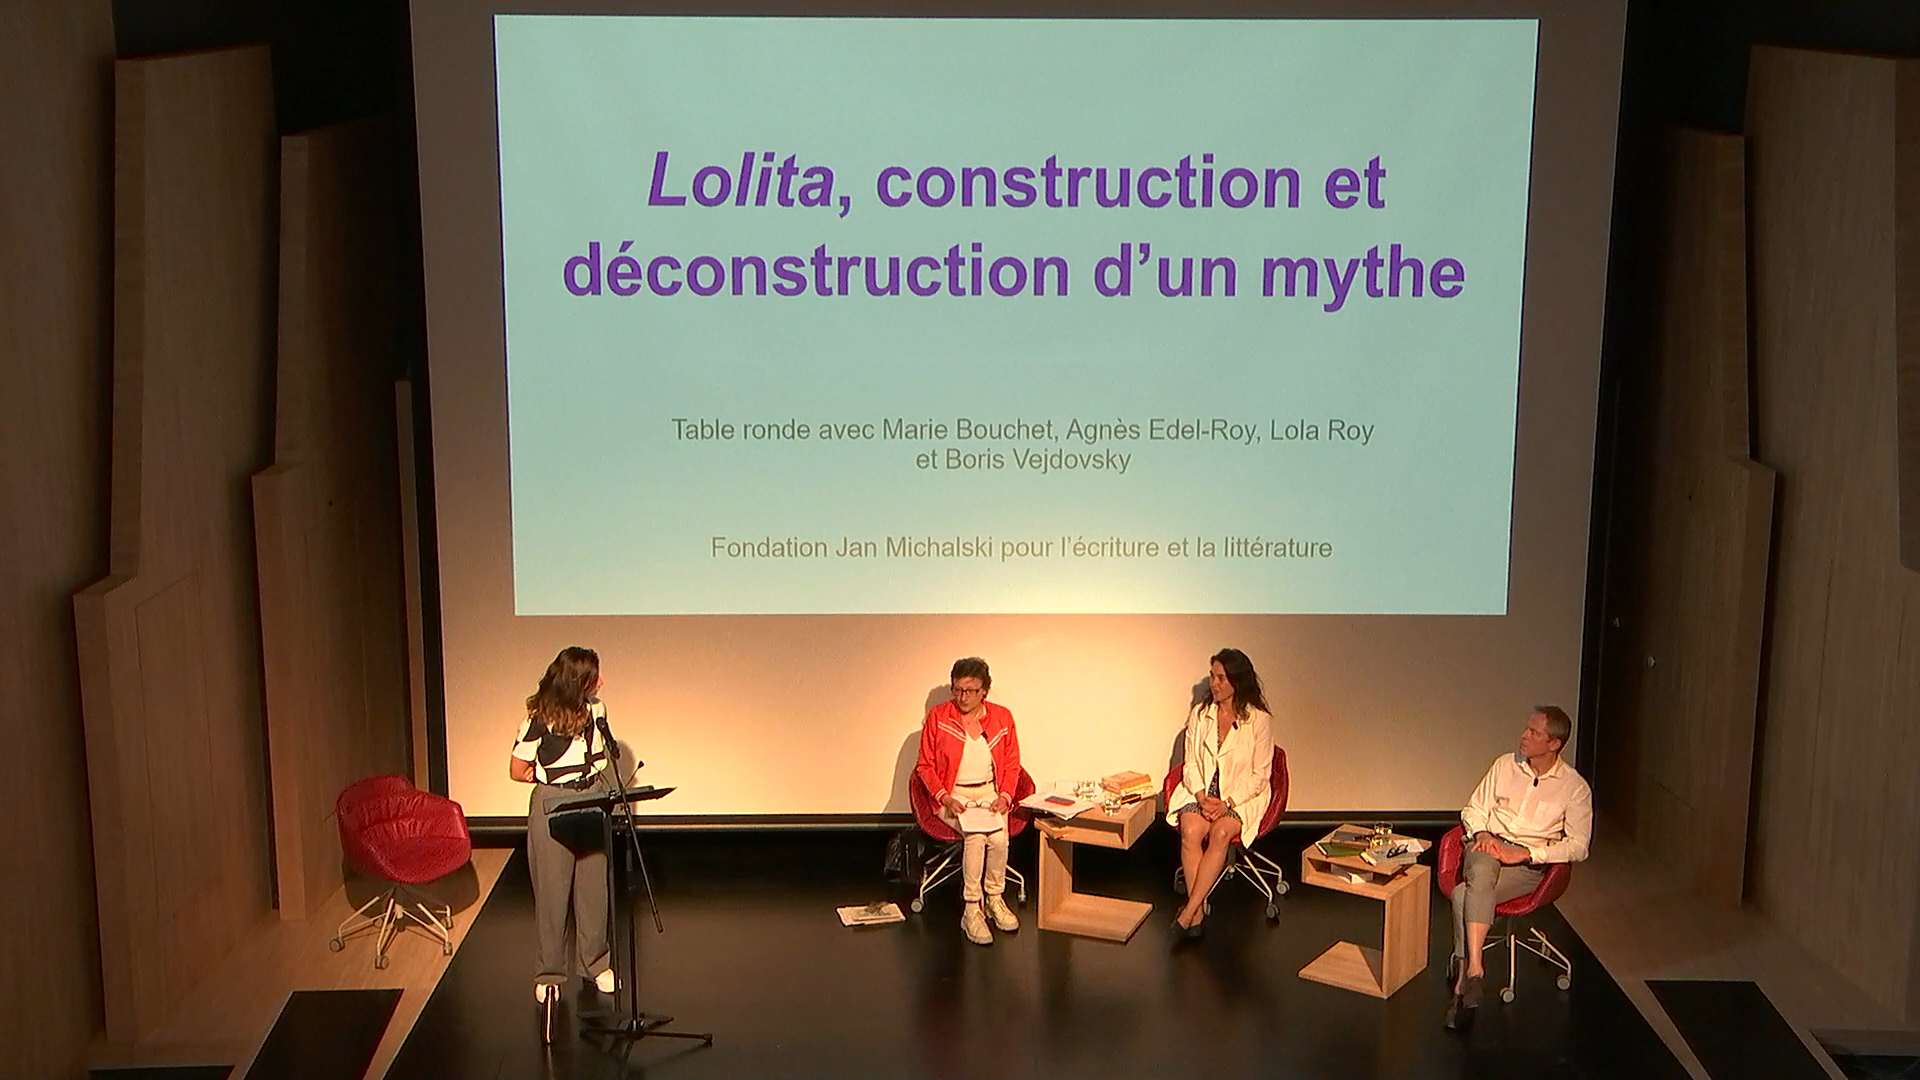 Lolita, construction et
déconstruction d’un mythe
Table ronde avec Marie Bouchet, Agnès Edel-Roy, Lola Roy
et Boris Vejdovsky
Fondation Jan Michalski pour l’écriture et la littérature